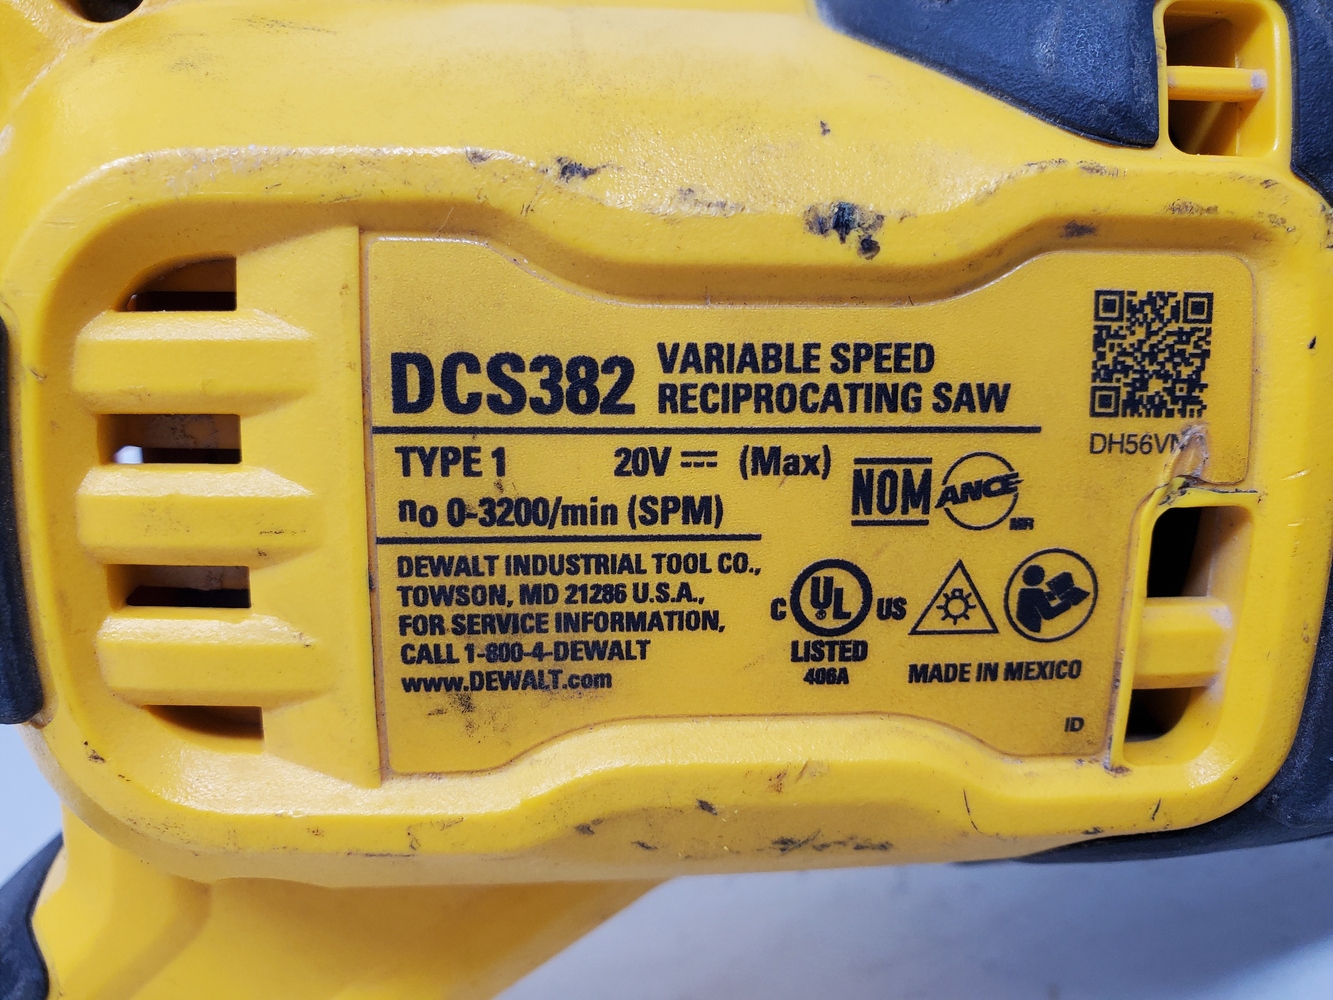 DCS382 VARIABLE SPEED
RECIPROCATING SAW
TYPE 1 20V ⎓ (Max)
no 0-3200/min (SPM)
NOM ANCE
MR
DEWALT INDUSTRIAL TOOL CO.,
TOWSON, MD 21286 U.S.A.,
FOR SERVICE INFORMATION,
CALL 1-800-4-DEWALT
www.DEWALT.com
C UL US
LISTED
406A
MADE IN MEXICO
ID